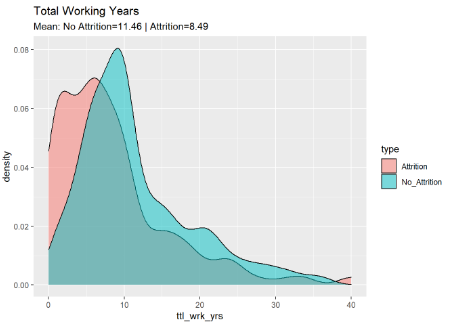 Total Working Years
Mean: No Attrition=11.46 | Attrition=8.49
0.08
0.06
0.04
0.02
0.00
density
0 10 20 30 40
ttl_wrk_yrs
type
Attrition
No_Attrition